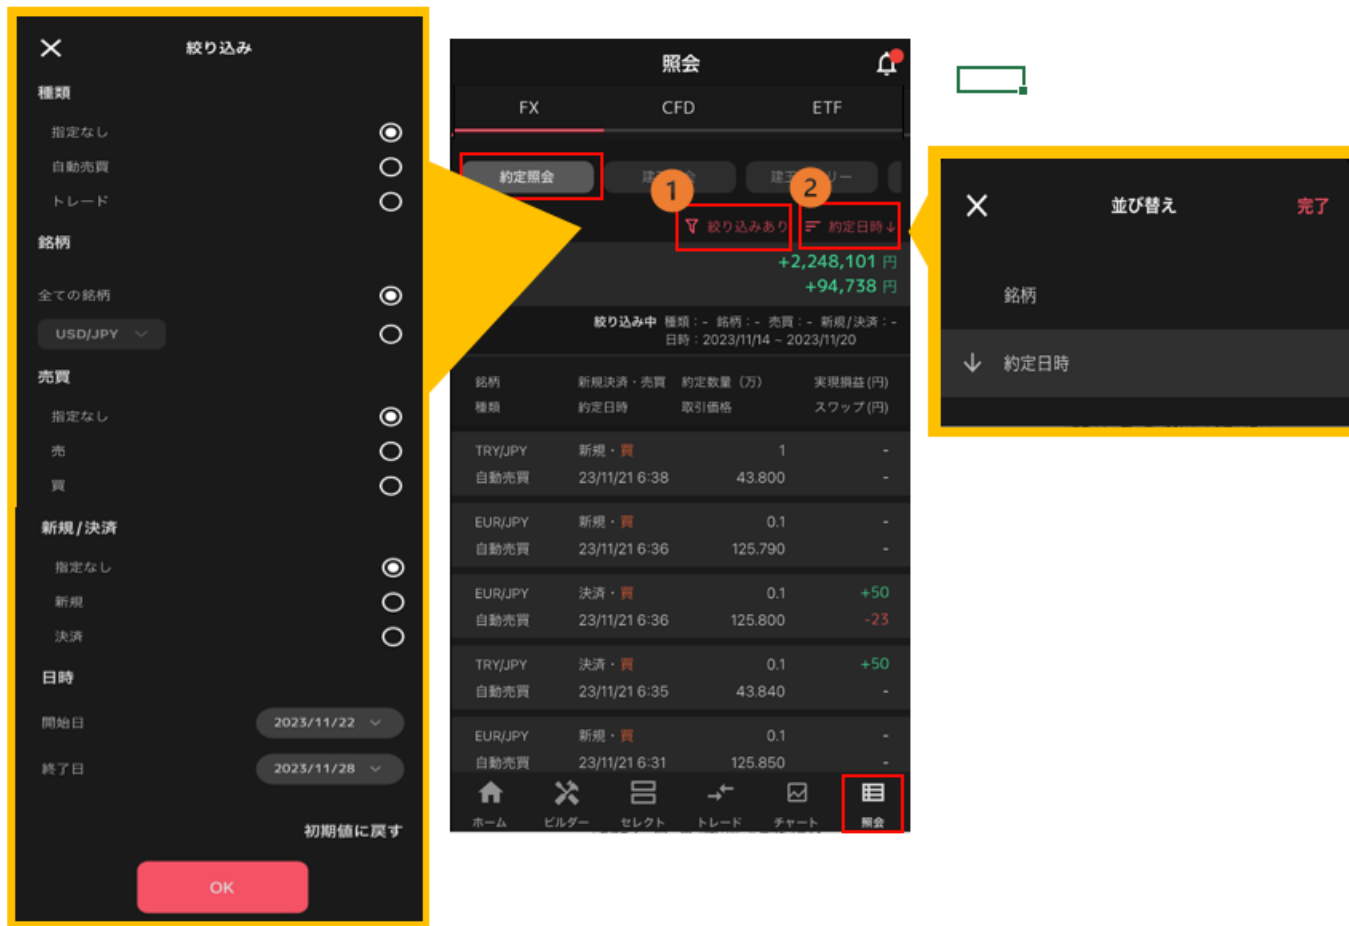 絞り込み
種類
指定なし
自動売買
トレード
銘柄
全ての銘柄
USD/JPY
売買
指定なし
売
買
新規/決済
指定なし
新規
決済
日時
開始日 2023/11/22
終了日 2023/11/28
初期値に戻す
OK
照会
FX CFD ETF
約定照会
1 2
絞り込みあり 約定日時↓
+2,248,101 円
+94,738 円
絞り込み中 種類：- 銘柄：- 売買：- 新規/決済：-
日時：2023/11/14 ~ 2023/11/20
銘柄 新規決済・売買 約定数量（万） 実現損益(円)
種類 約定日時 取引価格 スワップ(円)
TRY/JPY 新規・買 1 -
自動売買 23/11/21 6:38 43.800 -
EUR/JPY 新規・買 0.1 -
自動売買 23/11/21 6:36 125.790 -
EUR/JPY 決済・買 0.1 +50
自動売買 23/11/21 6:36 125.800 -23
TRY/JPY 決済・買 0.1 +50
自動売買 23/11/21 6:35 43.840 -
EUR/JPY 新規・買 0.1 -
自動売買 23/11/21 6:31 125.850 -
ホーム ビルダー セレクト トレード チャート 照会
並び替え 完了
銘柄
↓ 約定日時